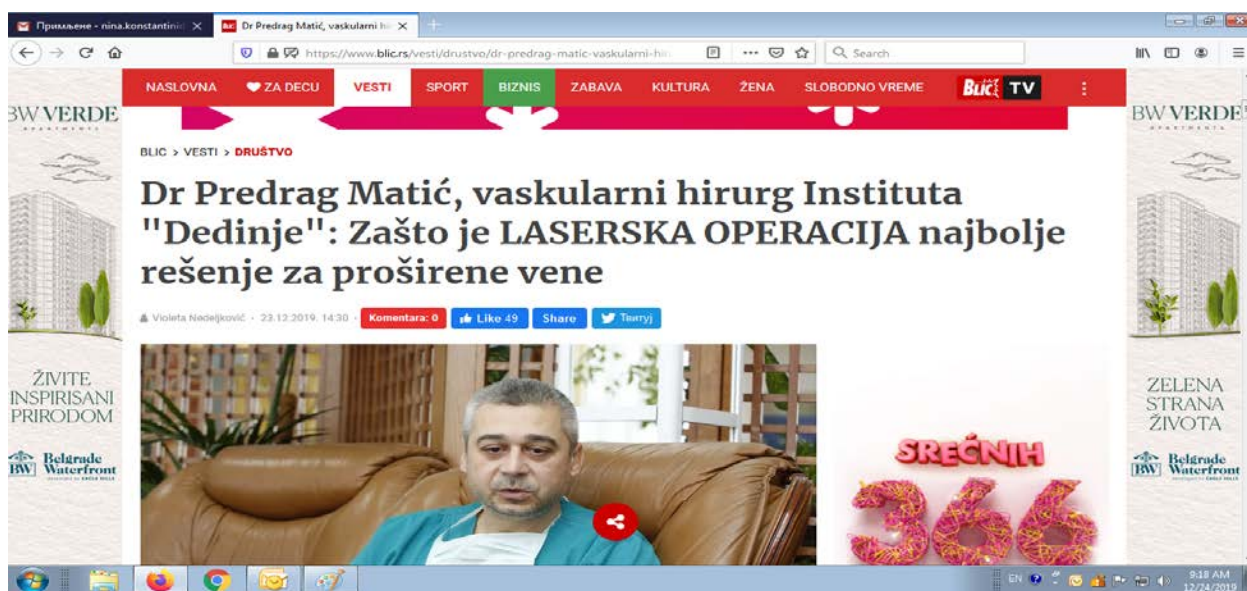 Примљене - nina.konstantini
Dr Predrag Matić, vaskularni hi
https://www.blic.rs/vesti/drustvo/dr-predrag-matic-vaskularni-hi
Search
NASLOVNA
ZA DECU
VESTI
SPORT
BIZNIS
ZABAVA
KULTURA
ŽENA
SLOBODNO VREME
Blic TV
BW VERDE
APARTMENTS
BLIC > VESTI > DRUŠTVO
Dr Predrag Matić, vaskularni hirurg Instituta
"Dedinje": Zašto je LASERSKA OPERACIJA najbolje
rešenje za proširene vene
Violeta Nedeljković - 23.12.2019. 14:30 - Komentara: 0
Like 49
Share
Твитуј
ŽIVITE
INSPIRISANI
PRIRODOM
BW Belgrade
Waterfront
SREĆNIH
366
BW VERDE
APARTMENTS
ZELENA
STRANA
ŽIVOTA
BW Belgrade
Waterfront
EN
9:18 AM
12/24/2019